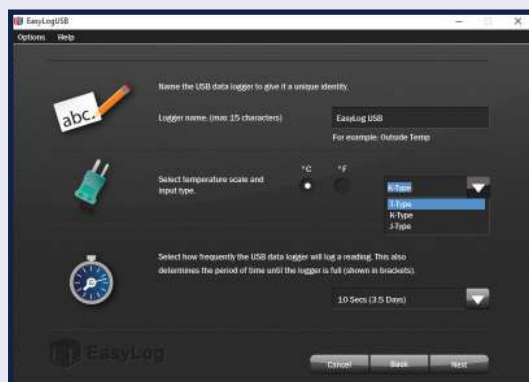 EasyLogUSB
Options Help
Name the USB data logger to give it a unique identity.
abc.
Logger name: (max 15 characters) EasyLog USB
For example: Outside Temp
°C °F
Select temperature scale and
input type.
K-Type
T-Type
K-Type
J-Type
Select how frequently the USB data logger will log a reading. This also
determines the period of time until the logger is full (shown in brackets).
10 Secs (3.5 Days)
EasyLog
Cancel Back Next